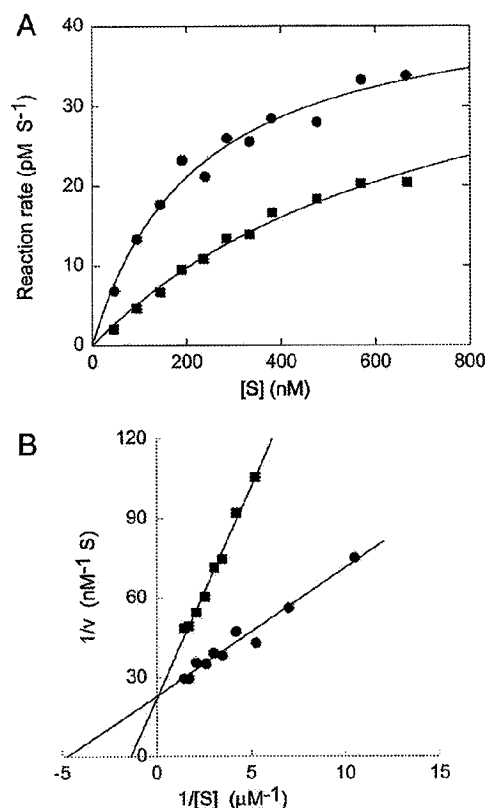 A
Reaction rate (pM S-1)
40
30
20
10
0
0 200 400 600 800
[S] (nM)
B
1/v (nM-1 S)
120
90
60
30
0
-5 0 5 10 15
1/[S] (µM-1)